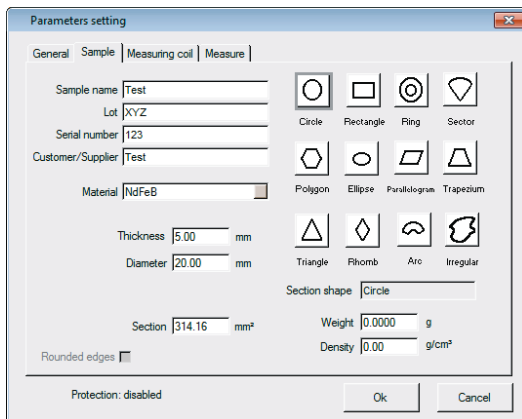 Parameters setting
General Sample Measuring coil Measure
Sample name Test
Lot XYZ
Serial number 123
Customer/Supplier Test
Material NdFeB
Thickness 5.00 mm
Diameter 20.00 mm
Section 314.16 mm²
Rounded edges
Circle Rectangle Ring Sector
Polygon Ellipse Parallelogram Trapezium
Triangle Rhomb Arc Irregular
Section shape Circle
Weight 0.0000 g
Density 0.00 g/cm³
Protection: disabled
Ok Cancel